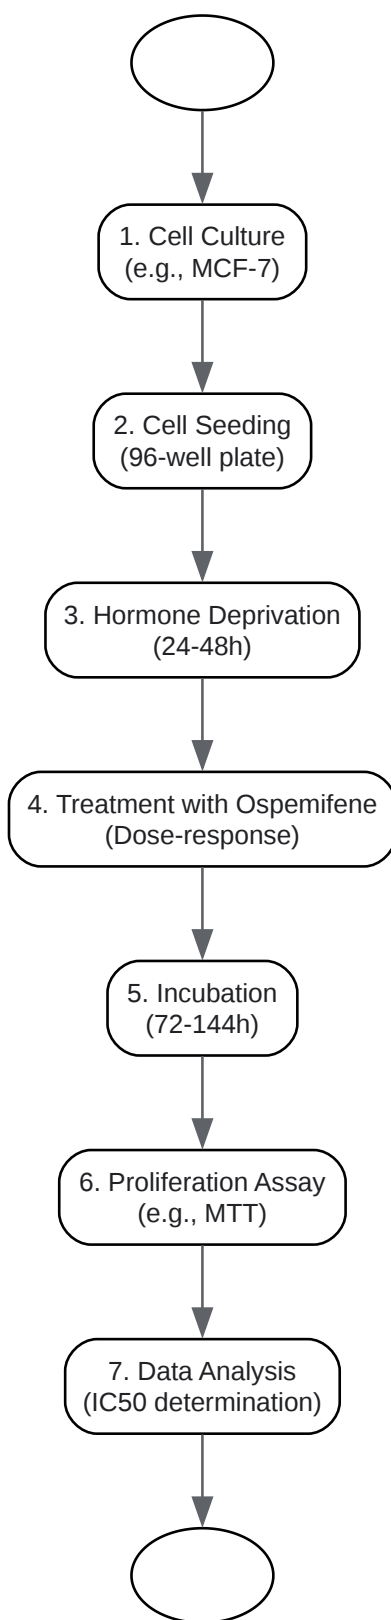 1. Cell Culture
(e.g., MCF-7)
2. Cell Seeding
(96-well plate)
3. Hormone Deprivation
(24-48h)
4. Treatment with Ospemifene
(Dose-response)
5. Incubation
(72-144h)
6. Proliferation Assay
(e.g., MTT)
7. Data Analysis
(IC50 determination)